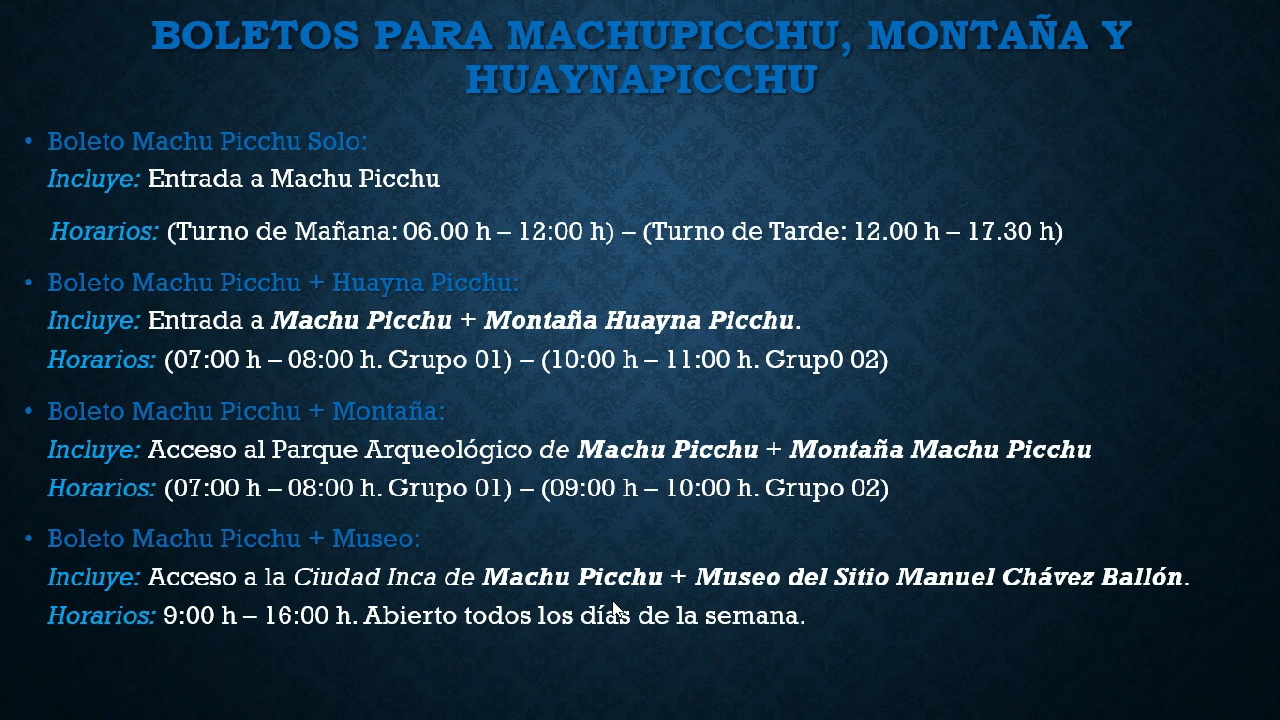 BOLETOS PARA MACHUPICCHU, MONTAÑA Y
HUAYNAPICCHU
• Boleto Machu Picchu Solo:
Incluye: Entrada a Machu Picchu
Horarios: (Turno de Mañana: 06.00 h – 12:00 h) – (Turno de Tarde: 12.00 h – 17.30 h)
• Boleto Machu Picchu + Huayna Picchu:
Incluye: Entrada a Machu Picchu + Montaña Huayna Picchu.
Horarios: (07:00 h – 08:00 h. Grupo 01) – (10:00 h – 11:00 h. Grup0 02)
• Boleto Machu Picchu + Montaña:
Incluye: Acceso al Parque Arqueológico de Machu Picchu + Montaña Machu Picchu
Horarios: (07:00 h – 08:00 h. Grupo 01) – (09:00 h – 10:00 h. Grupo 02)
• Boleto Machu Picchu + Museo:
Incluye: Acceso a la Ciudad Inca de Machu Picchu + Museo del Sitio Manuel Chávez Ballón.
Horarios: 9:00 h – 16:00 h. Abierto todos los días de la semana.